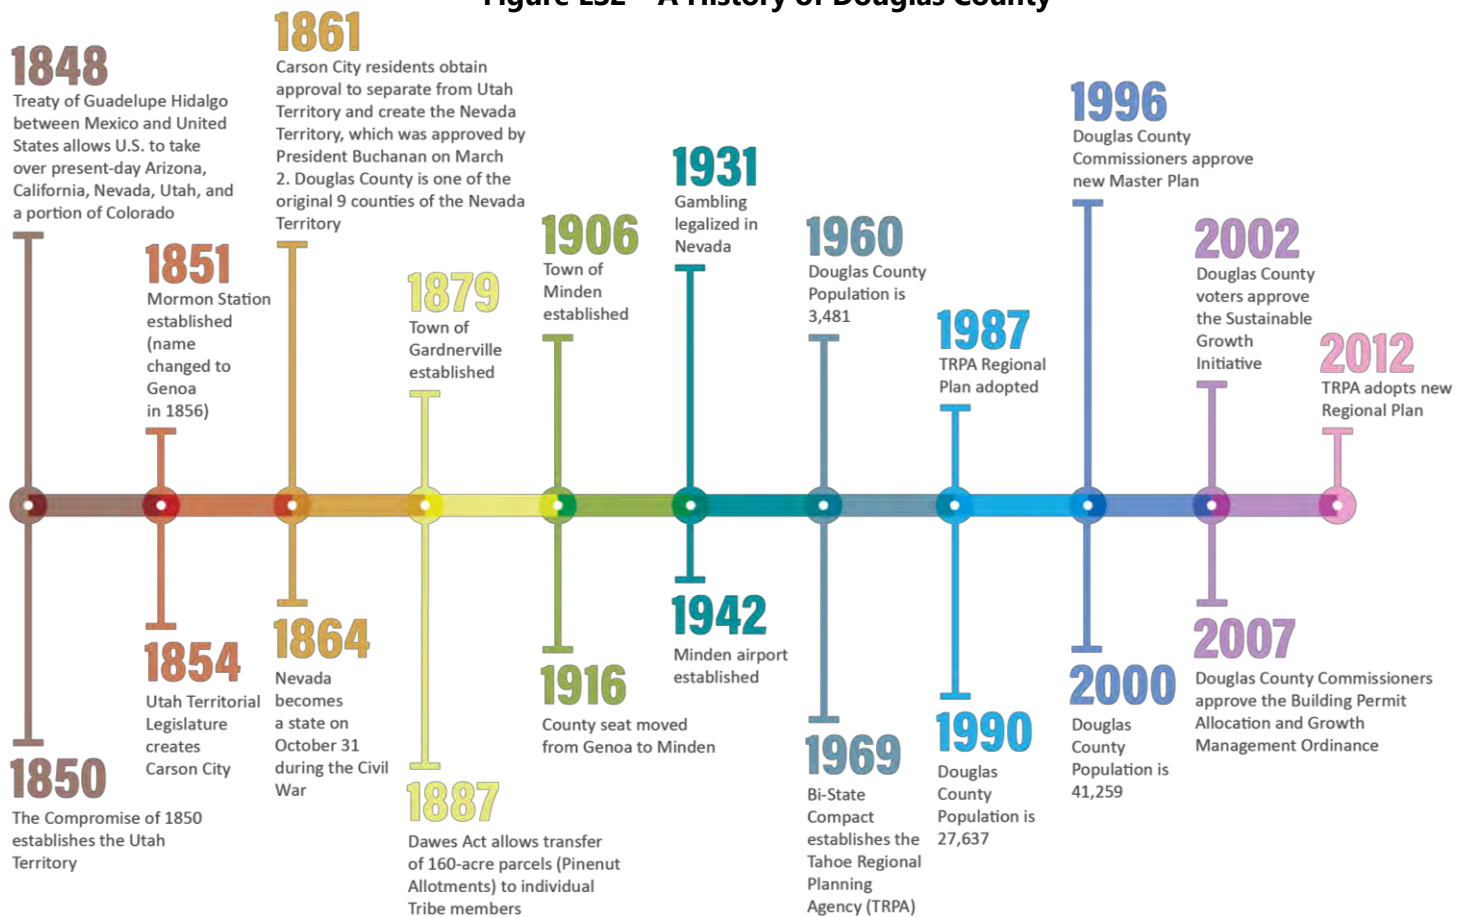 Figure ES2 – A History of Douglas County
1848
Treaty of Guadelupe Hidalgo
between Mexico and United
States allows U.S. to take
over present-day Arizona,
California, Nevada, Utah, and
a portion of Colorado
1850
The Compromise of 1850
establishes the Utah
Territory
1851
Mormon Station
established
(name
changed to
Genoa
in 1856)
1854
Utah Territorial
Legislature
creates
Carson City
1861
Carson City residents obtain
approval to separate from Utah
Territory and create the Nevada
Territory, which was approved by
President Buchanan on March
2. Douglas County is one of the
original 9 counties of the Nevada
Territory
1864
Nevada
becomes
a state on
October 31
during the Civil
War
1879
Town of
Gardnerville
established
1887
Dawes Act allows transfer
of 160-acre parcels (Pinenut
Allotments) to individual
Tribe members
1906
Town of
Minden
established
1916
County seat moved
from Genoa to Minden
1931
Gambling
legalized in
Nevada
1942
Minden airport
established
1960
Douglas County
Population is
3,481
1969
Bi-State
Compact
establishes the
Tahoe Regional
Planning
Agency (TRPA)
1987
TRPA Regional
Plan adopted
1990
Douglas
County
Population is
27,637
1996
Douglas County
Commissioners approve
new Master Plan
2000
Douglas
County
Population is
41,259
2002
Douglas County
voters approve
the Sustainable
Growth
Initiative
2007
Douglas County Commissioners
approve the Building Permit
Allocation and Growth
Management Ordinance
2012
TRPA adopts new
Regional Plan